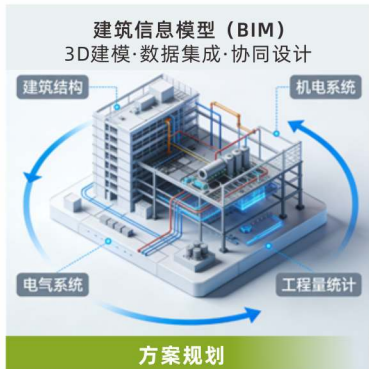 建筑信息模型（BIM）
3D建模·数据集成·协同设计
建筑结构
机电系统
电气系统
工程量统计
方案规划